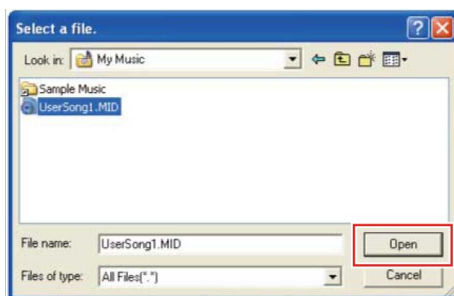 Select a file.
Look in: My Music
Sample Music
UserSong1.MID
File name: UserSong1.MID Open
Files of type: All Files(*.*) Cancel